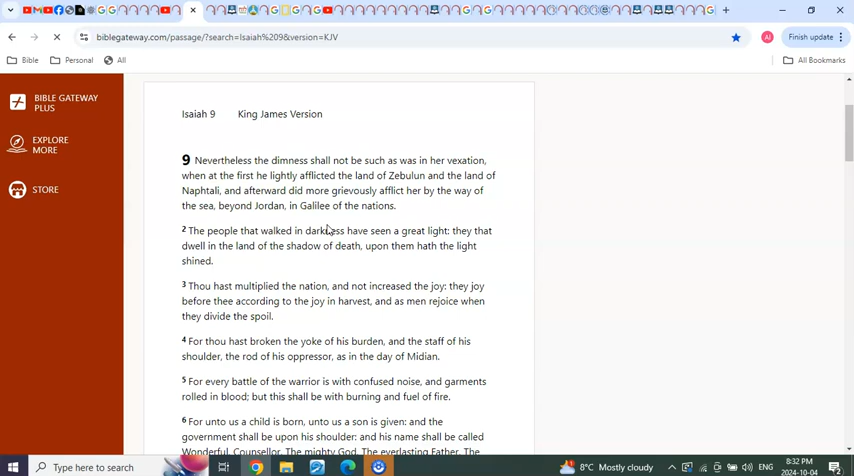 biblegateway.com/passage/?search=Isaiah%209&version=KJV
Finish update
Bible
Personal
All
All Bookmarks
BIBLE GATEWAY
PLUS
EXPLORE
MORE
STORE
Isaiah 9 King James Version
9 Nevertheless the dimness shall not be such as was in her vexation,
when at the first he lightly afflicted the land of Zebulun and the land of
Naphtali, and afterward did more grievously afflict her by the way of
the sea, beyond Jordan, in Galilee of the nations.
2 The people that walked in darkness have seen a great light: they that
dwell in the land of the shadow of death, upon them hath the light
shined.
3 Thou hast multiplied the nation, and not increased the joy: they joy
before thee according to the joy in harvest, and as men rejoice when
they divide the spoil.
4 For thou hast broken the yoke of his burden, and the staff of his
shoulder, the rod of his oppressor, as in the day of Midian.
5 For every battle of the warrior is with confused noise, and garments
rolled in blood; but this shall be with burning and fuel of fire.
6 For unto us a child is born, unto us a son is given: and the
government shall be upon his shoulder: and his name shall be called
Wonderful, Counsellor, The mighty God, The everlasting Father, The
Type here to search
8°C Mostly cloudy
ENG
8:32 PM
2024-10-04